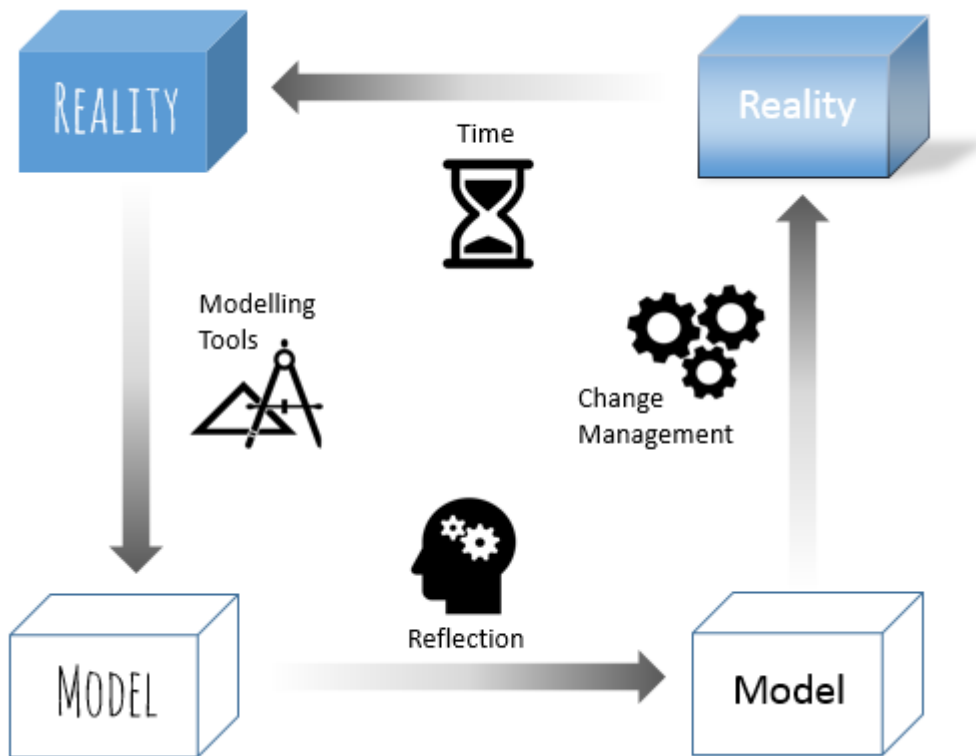 REALITY
Reality
Time
Modelling
Tools
Change
Management
Reflection
MODEL
Model